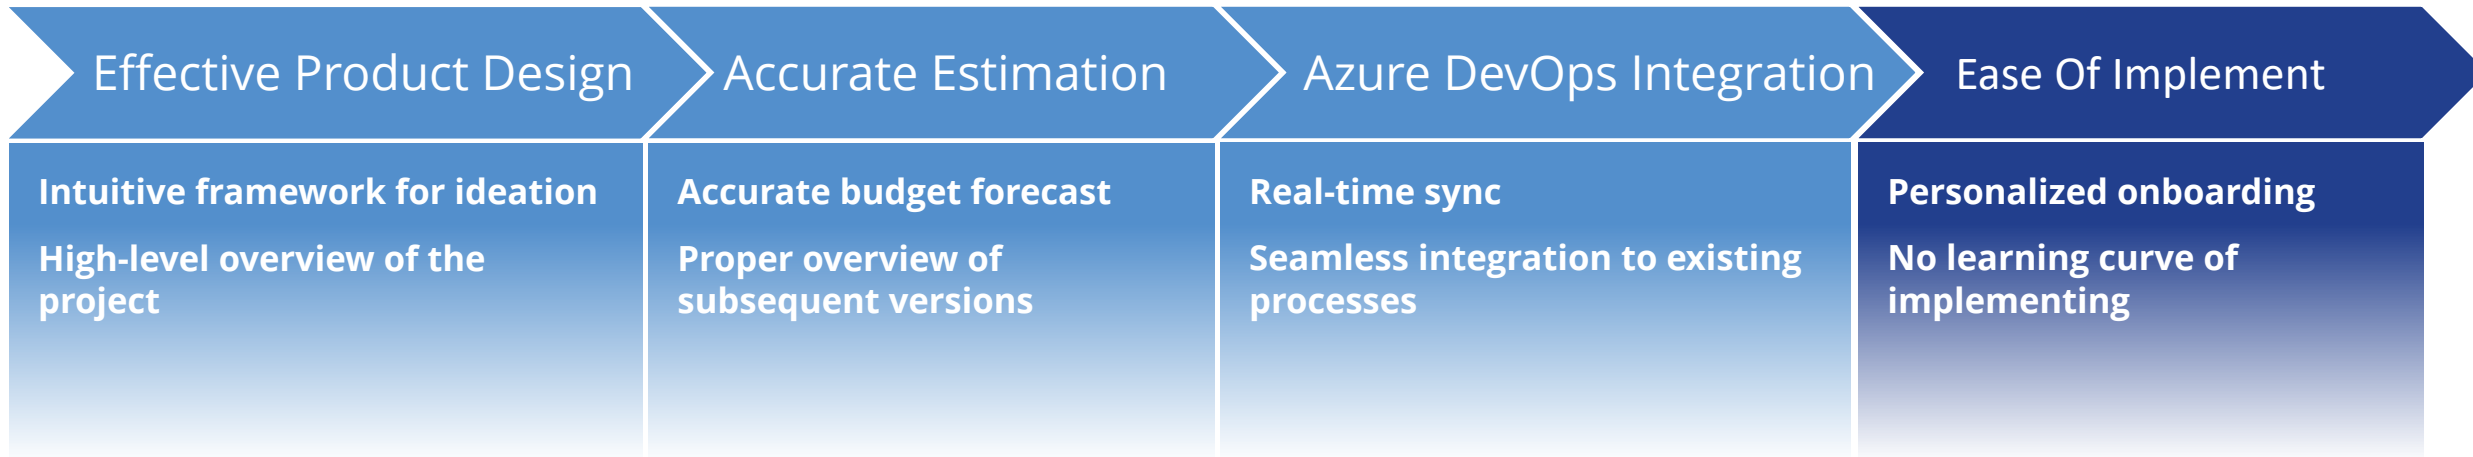 Effective Product Design
Accurate Estimation
Azure DevOps Integration
Ease Of Implement
Intuitive framework for ideation
High-level overview of the
project
Accurate budget forecast
Proper overview of
subsequent versions
Real-time sync
Seamless integration to existing
processes
Personalized onboarding
No learning curve of
implementing